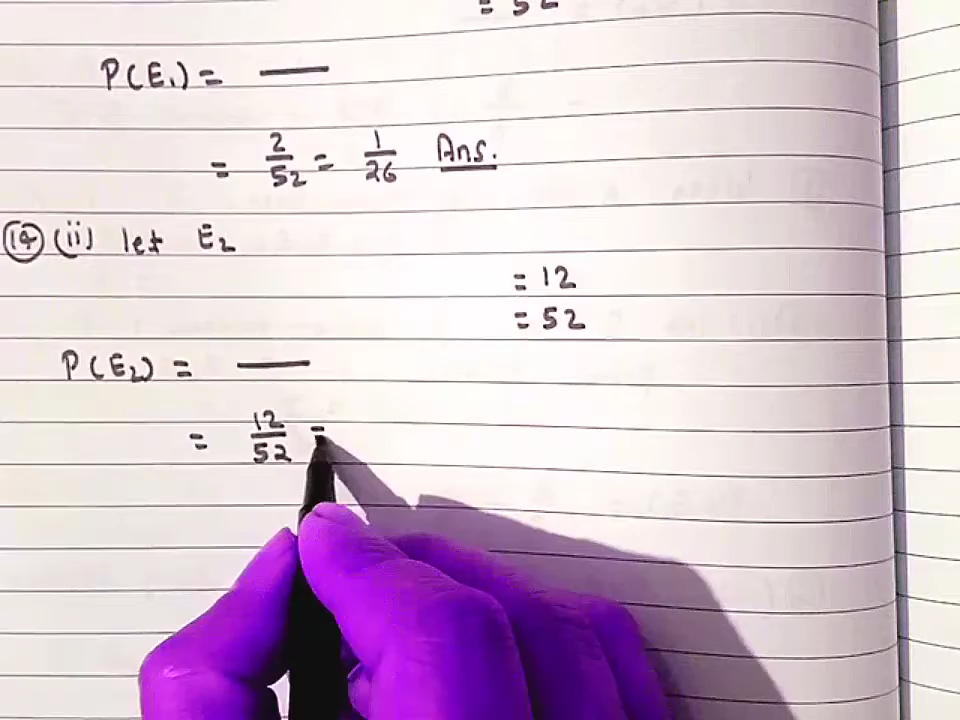 = 52
P(E₁) =
= 2/52 = 1/26 Ans.
14 (ii) let E₂
= 12
= 52
P(E₂) =
= 12/52 =